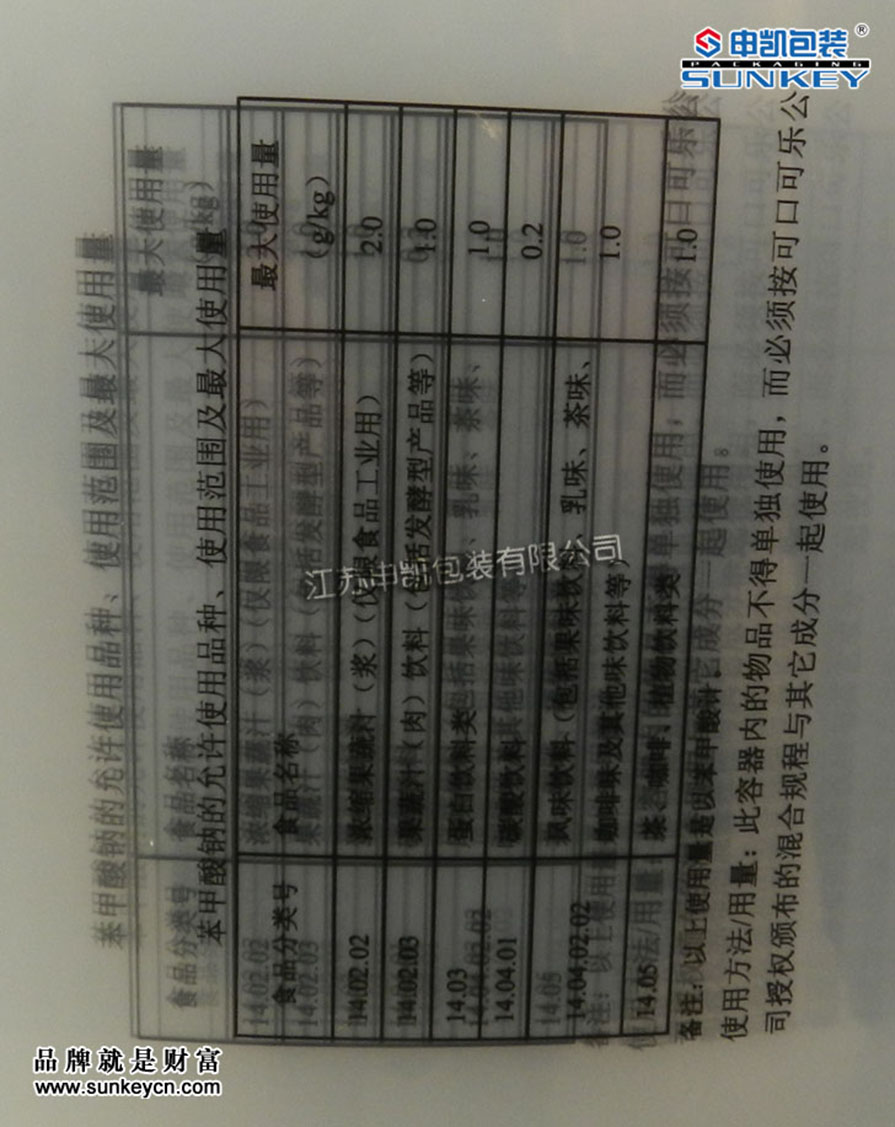 申凯包装®
PACKAGING
SUNKEY
苯甲酸钠的允许使用品种、使用范围及最大使用量
食品分类号 食品名称 最大使用量
(g/kg)
14.02.02 浓缩果蔬汁（浆）（仅限食品工业用） 2.0
14.02.03 果蔬汁（肉）饮料（包括发酵型产品等） 1.0
14.03 蛋白饮料类 1.0
14.04.01 碳酸饮料 0.2
14.04.02.02 风味饮料（包括果味饮料、乳味、茶味、
咖啡味及其他味饮料等） 1.0
14.05 茶、咖啡、植物饮料类 1.0
备注：以上使用量是以苯甲酸计。
使用方法/用量：此容器内的物品不得单独使用，而必须按可口可乐公
司授权颁布的混合规程与其它成分一起使用。
江苏申凯包装有限公司
品牌就是财富
www.sunkeycn.com